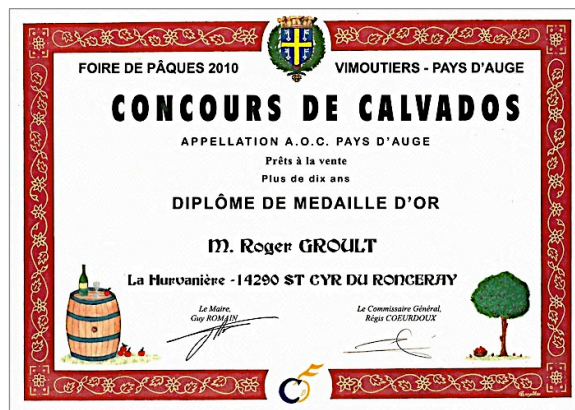 FOIRE DE PÂQUES 2010
VIMOUTIERS - PAYS D'AUGE
CONCOURS DE CALVADOS
APPELLATION A.O.C. PAYS D'AUGE
Prêts à la vente
Plus de dix ans
DIPLÔME DE MEDAILLE D'OR
M. Roger GROULT
La Hurvanière -14290 ST CYR DU RONCERAY
Le Maire,
Guy ROMAIN
Le Commissaire Général,
Régis COEURDOUX